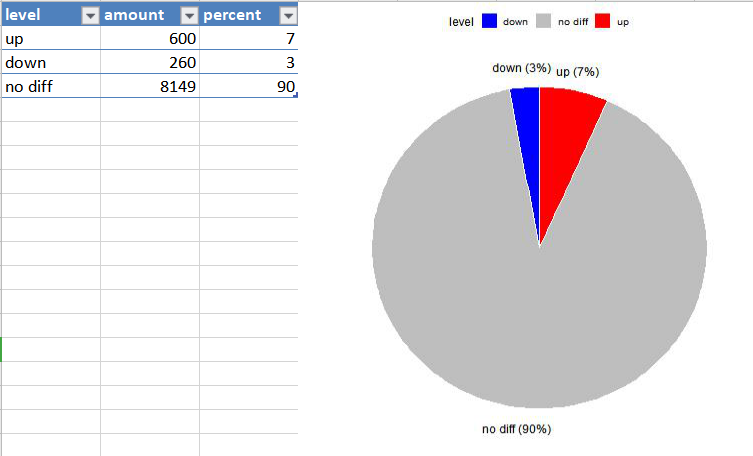 level amount percent
up 600 7
down 260 3
no diff 8149 90
level down no diff up
down (3%) up (7%)
no diff (90%)